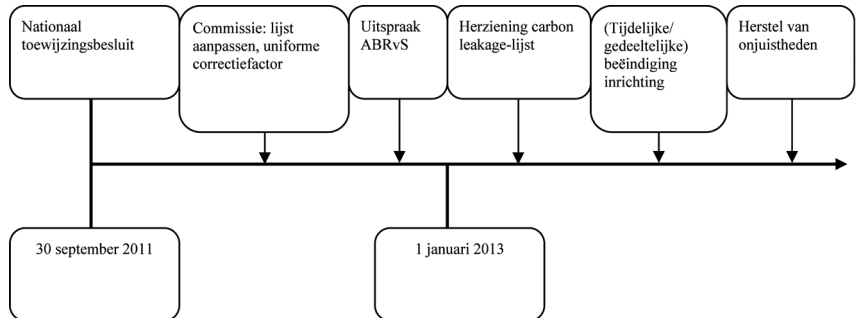 Nationaal
toewijzingsbesluit
Commissie: lijst
aanpassen, uniforme
correctiefactor
Uitspraak
ABRvS
Herziening carbon
leakage-lijst
(Tijdelijke/
gedeeltelijke)
beëindiging
inrichting
Herstel van
onjuistheden
30 september 2011
1 januari 2013